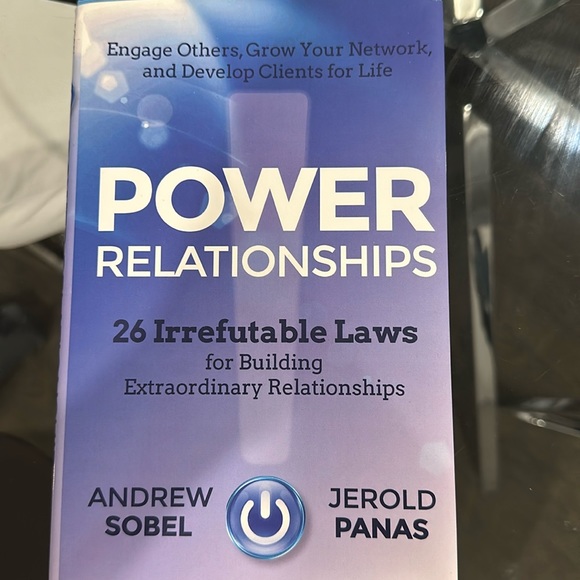 Engage Others, Grow Your Network,
and Develop Clients for Life
POWER
RELATIONSHIPS
26 Irrefutable Laws
for Building
Extraordinary Relationships
ANDREW
SOBEL
JEROLD
PANAS